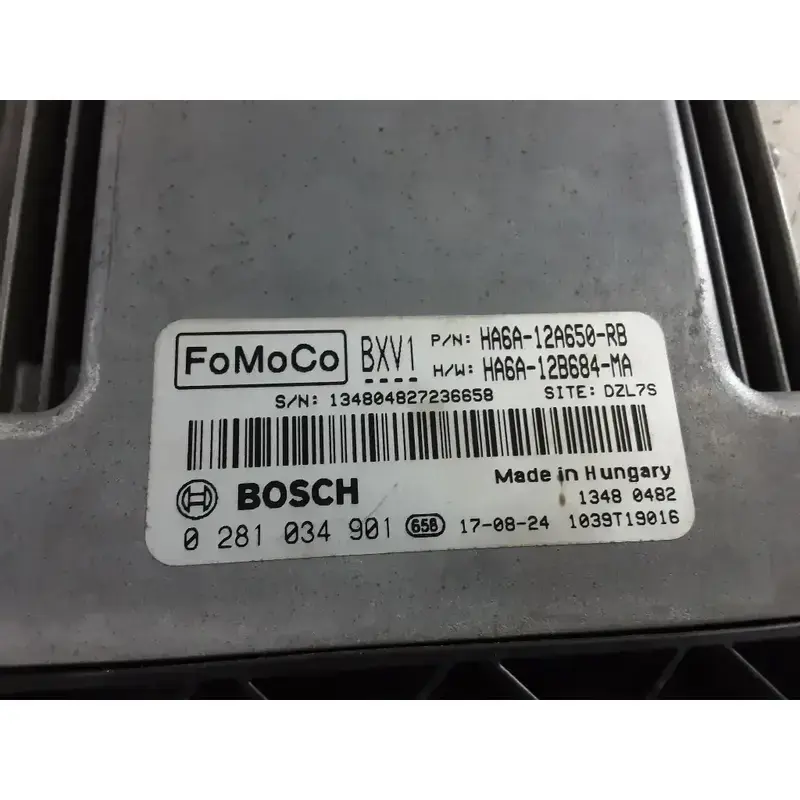 FoMoCo BXV1 P/N: HA6A-12A650-RB
H/W: HA6A-12B684-MA
S/N: 134804827236658 SITE: DZL7S
Made in Hungary
BOSCH 1348 0482
0 281 034 901 658 17-08-24 1039T19016